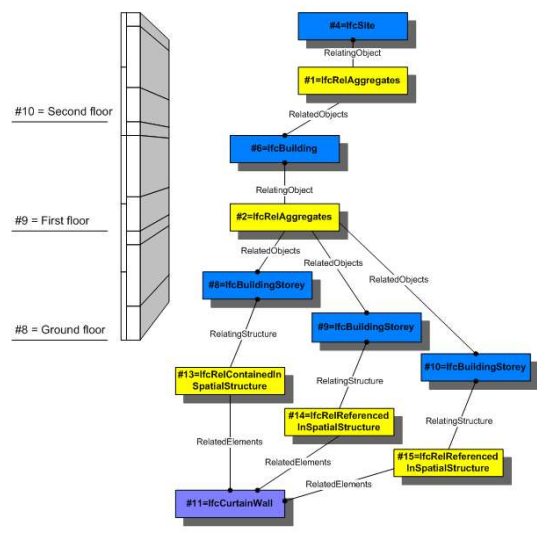 #4=IfcSite
RelatingObject
#1=IfcRelAggregates
#10 = Second floor
RelatedObjects
#6=IfcBuilding
RelatingObject
#9 = First floor
#2=IfcRelAggregates
RelatedObjects
RelatedObjects
RelatedObjects
#8=IfcBuildingStorey
#8 = Ground floor
#9=IfcBuildingStorey
RelatingStructure
#10=IfcBuildingStorey
#13=IfcRelContainedIn
SpatialStructure
RelatingStructure
#14=IfcRelReferenced
InSpatialStructure
RelatingStructure
RelatedElements
#15=IfcRelReferenced
InSpatialStructure
RelatedElements
RelatedElements
#11=IfcCurtainWall